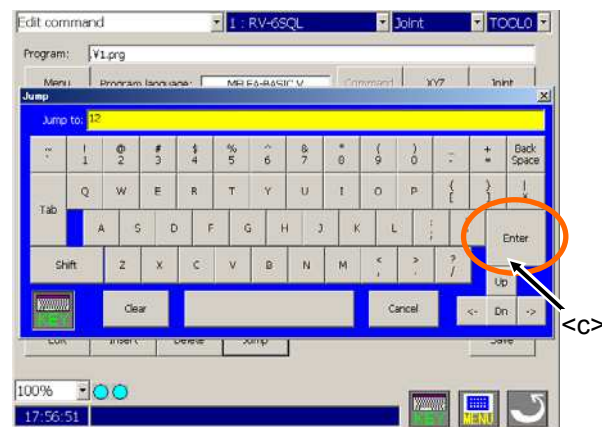 Edit command 1 : RV-6SQL Joint TOOL0
Program: .¥1.prg
Menu Program language: MELFA-BASIC V Command XYZ Joint
Jump
Jump to: 12
~ ! @ # $ % ^ & * ( ) _ + Back
` 1 2 3 4 5 6 7 8 9 0 - = Space
Tab Q W E R T Y U I O P { [ } ] | ¥
A S D F G H J K L : ; Enter
Shift Z X C V B N M < , > . ? / Up
KEY Clear Cancel <- Dn ->
<c>
Edit Insert Delete Jump Save
100%
17:56:51 KEY MENU